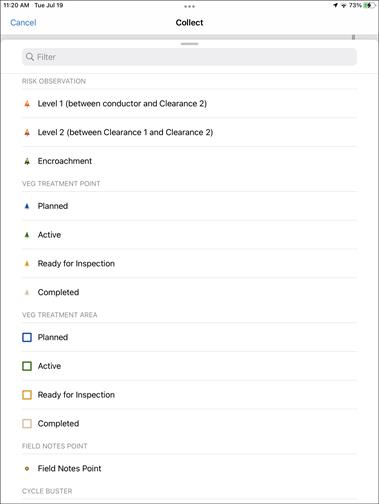 11:20 AM Tue Jul 19
73%
Cancel
Collect
Filter
RISK OBSERVATION
Level 1 (between conductor and Clearance 2)
Level 2 (between Clearance 1 and Clearance 2)
Encroachment
VEG TREATMENT POINT
Planned
Active
Ready for Inspection
Completed
VEG TREATMENT AREA
Planned
Active
Ready for Inspection
Completed
FIELD NOTES POINT
Field Notes Point
CYCLE BUSTER